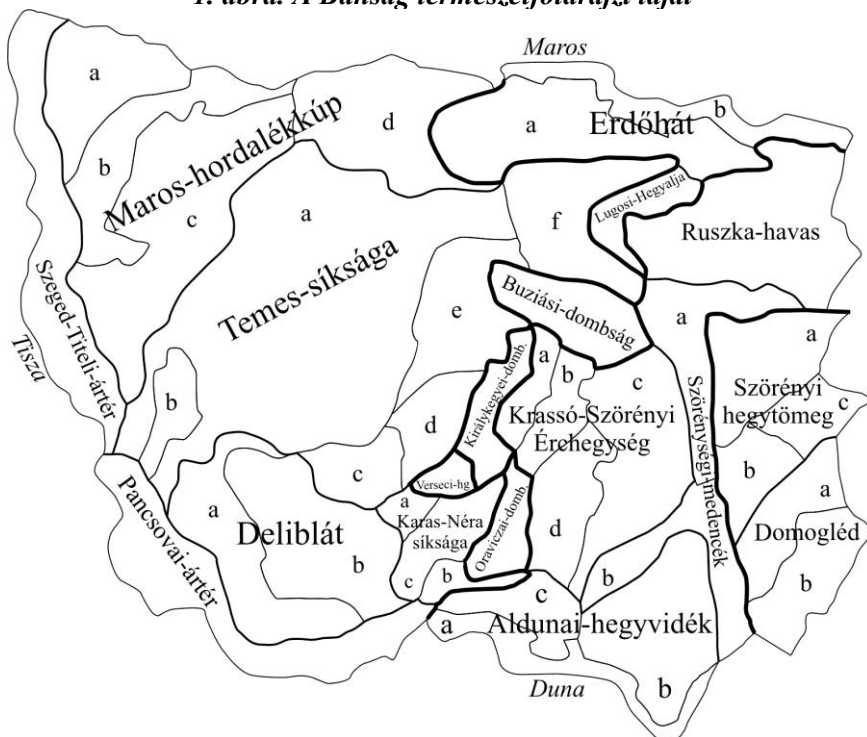 1. ábra. A Bánság természetföldrajzi tájai
Maros
a
d
a
Erdőhát
b
b
Maros-hordalékkúp
c
a
f
Lugosi-Hegyalja
Ruszka-havas
Szeged-Titeli-ártér
Tisza
Temes-síksága
e
Buziási-dombság
a
a
b
d
Királykegyei-domb.
a
b
c
Krassó-Szörényi
Érchegység
Szörénységi-medencék
Szörényi
hegytömeg
c
b
a
Domogléd
b
Pancsovai-ártér
a
Deliblát
b
c
Verseci-hg
a
Karas-Néra
síksága
c
b
Oraviczai-domb.
d
b
c
Aldunai-hegyvidék
a
b
Duna